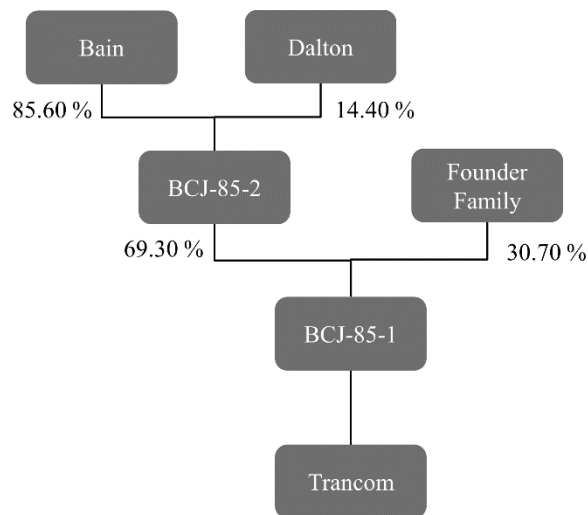 Bain
Dalton
85.60 %
14.40 %
BCJ-85-2
Founder
Family
69.30 %
30.70 %
BCJ-85-1
Trancom